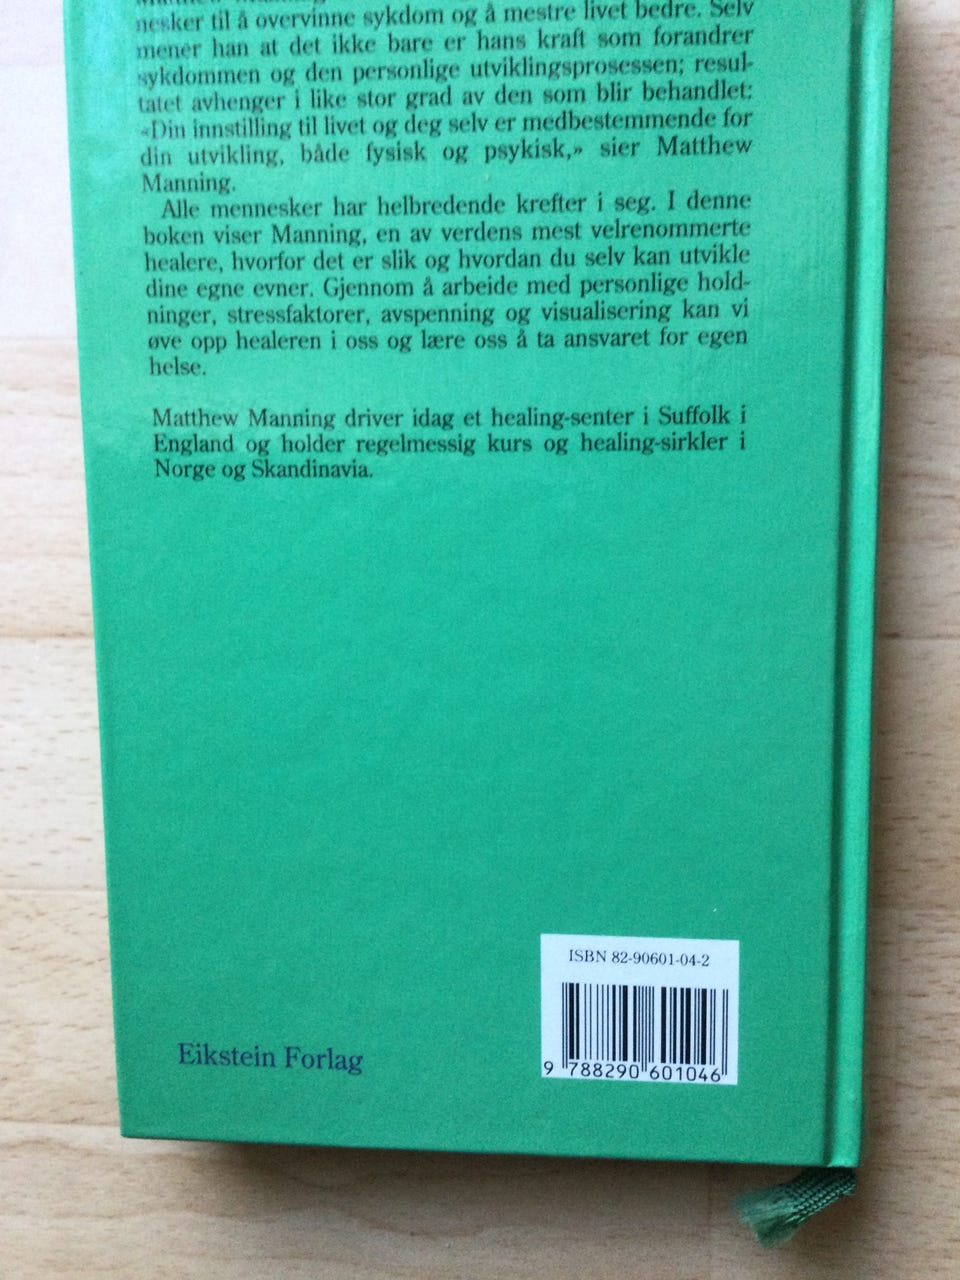 Matthew Manning
nesker til å overvinne sykdom og å mestre livet bedre. Selv
mener han at det ikke bare er hans kraft som forandrer
sykdommen og den personlige utviklingsprosessen; resul-
tatet avhenger i like stor grad av den som blir behandlet:
«Din innstilling til livet og deg selv er medbestemmende for
din utvikling, både fysisk og psykisk,» sier Matthew
Manning.
Alle mennesker har helbredende krefter i seg. I denne
boken viser Manning, en av verdens mest velrenommerte
healere, hvorfor det er slik og hvordan du selv kan utvikle
dine egne evner. Gjennom å arbeide med personlige hold-
ninger, stressfaktorer, avspenning og visualisering kan vi
øve opp healeren i oss og lære oss å ta ansvaret for egen
helse.
Matthew Manning driver idag et healing-senter i Suffolk i
England og holder regelmessig kurs og healing-sirkler i
Norge og Skandinavia.
ISBN 82-90601-04-2
9 788290 601046
Eikstein Forlag